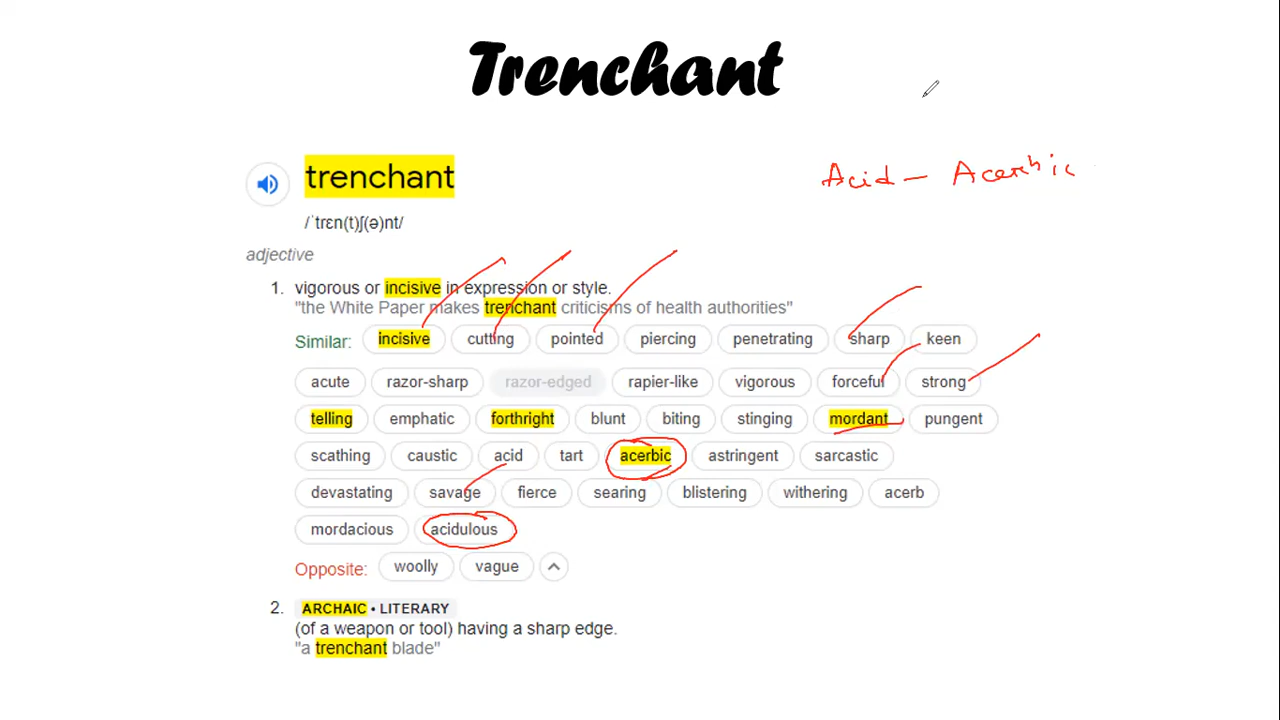 Trenchant
trenchant
Acid - Acerbic
/ˈtrɛn(t)ʃ(ə)nt/
adjective
1. vigorous or incisive in expression or style.
"the White Paper makes trenchant criticisms of health authorities"
Similar: incisive cutting pointed piercing penetrating sharp keen
acute razor-sharp razor-edged rapier-like vigorous forceful strong
telling emphatic forthright blunt biting stinging mordant pungent
scathing caustic acid tart acerbic astringent sarcastic
devastating savage fierce searing blistering withering acerb
mordacious acidulous
Opposite: woolly vague
2. ARCHAIC • LITERARY
(of a weapon or tool) having a sharp edge.
"a trenchant blade"